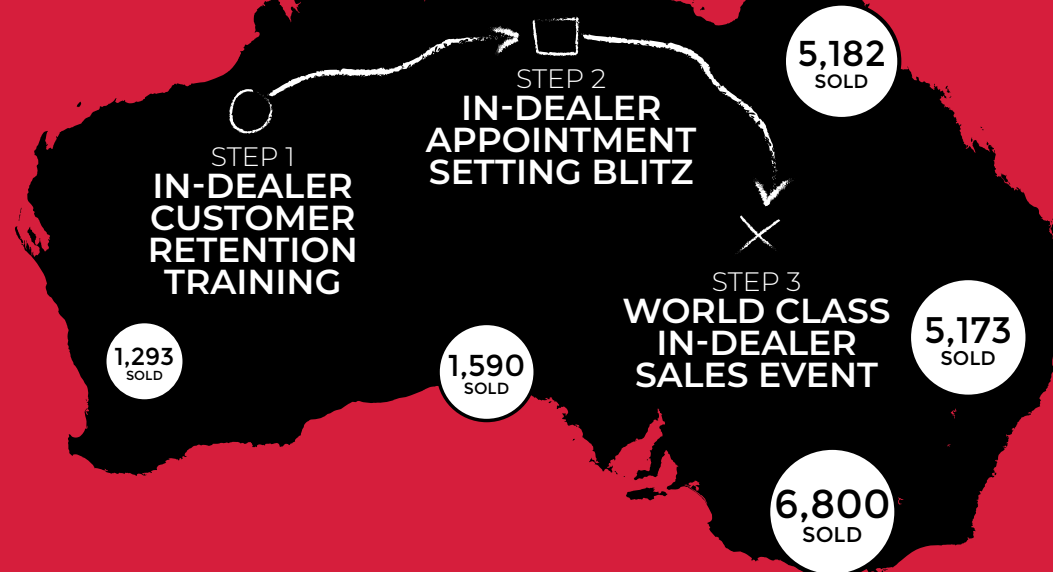 STEP 1
IN-DEALER
CUSTOMER
RETENTION
TRAINING
STEP 2
IN-DEALER
APPOINTMENT
SETTING BLITZ
STEP 3
WORLD CLASS
IN-DEALER
SALES EVENT
5,182
SOLD
1,293
SOLD
1,590
SOLD
5,173
SOLD
6,800
SOLD